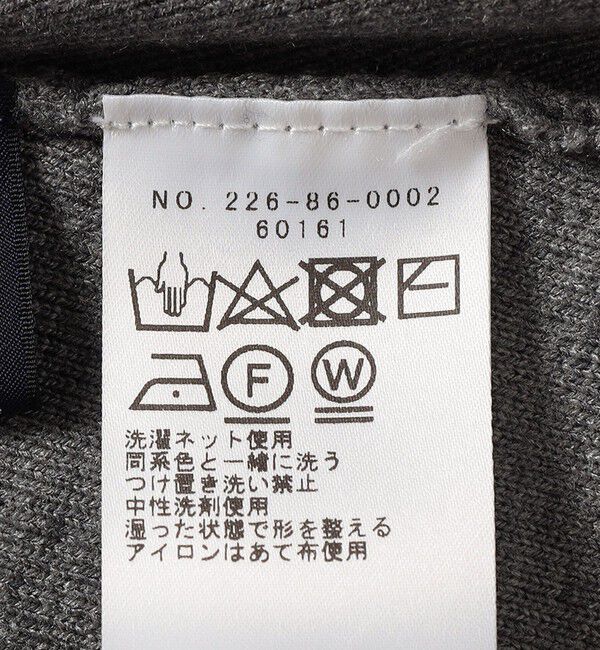 NO. 226-86-0002
60161
F W
洗濯ネット使用
同系色と一緒に洗う
つけ置き洗い禁止
中性洗剤使用
湿った状態で形を整える
アイロンはあて布使用